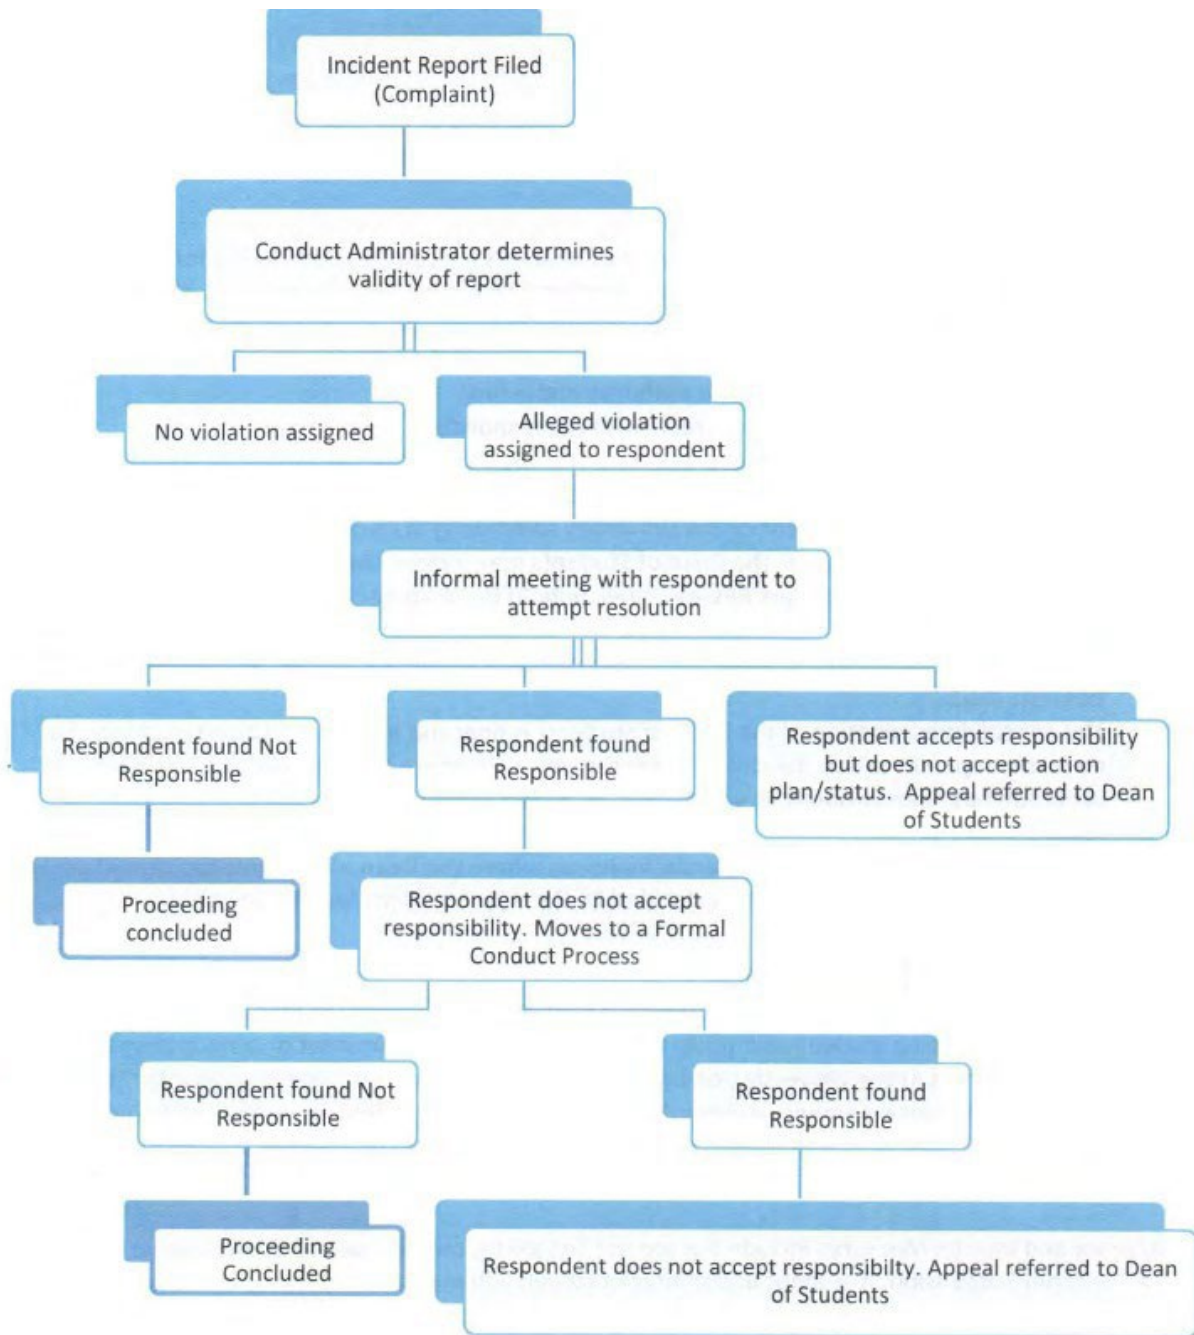 Incident Report Filed
(Complaint)
Conduct Administrator determines
validity of report
No violation assigned
Alleged violation
assigned to respondent
Informal meeting with respondent to
attempt resolution
Respondent found Not
Responsible
Respondent found
Responsible
Respondent accepts responsibility
but does not accept action
plan/status. Appeal referred to Dean
of Students
Proceeding
concluded
Respondent does not accept
responsibility. Moves to a Formal
Conduct Process
Respondent found Not
Responsible
Respondent found
Responsible
Proceeding
Concluded
Respondent does not accept responsibilty. Appeal referred to Dean
of Students